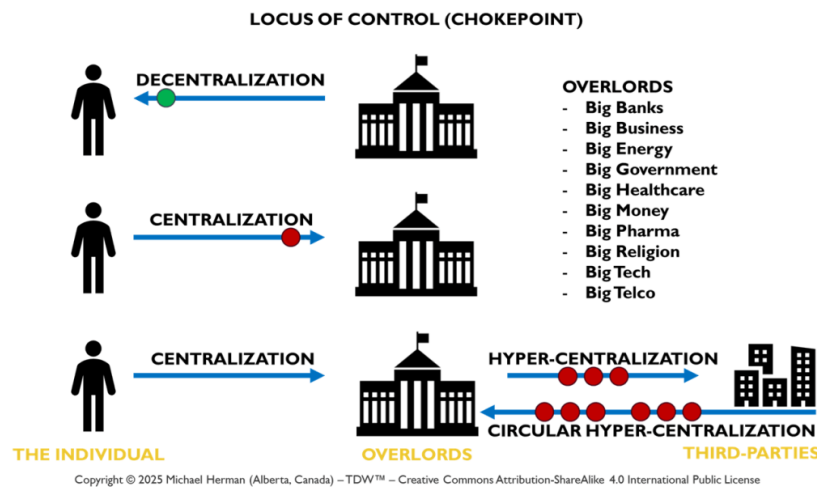 LOCUS OF CONTROL (CHOKEPOINT)
DECENTRALIZATION
OVERLORDS
- Big Banks
- Big Business
- Big Energy
- Big Government
- Big Healthcare
- Big Money
- Big Pharma
- Big Religion
- Big Tech
- Big Telco
CENTRALIZATION
CENTRALIZATION
HYPER-CENTRALIZATION
CIRCULAR HYPER-CENTRALIZATION
THE INDIVIDUAL
OVERLORDS
THIRD-PARTIES
Copyright © 2025 Michael Herman (Alberta, Canada) – TDW™ – Creative Commons Attribution-ShareAlike 4.0 International Public License